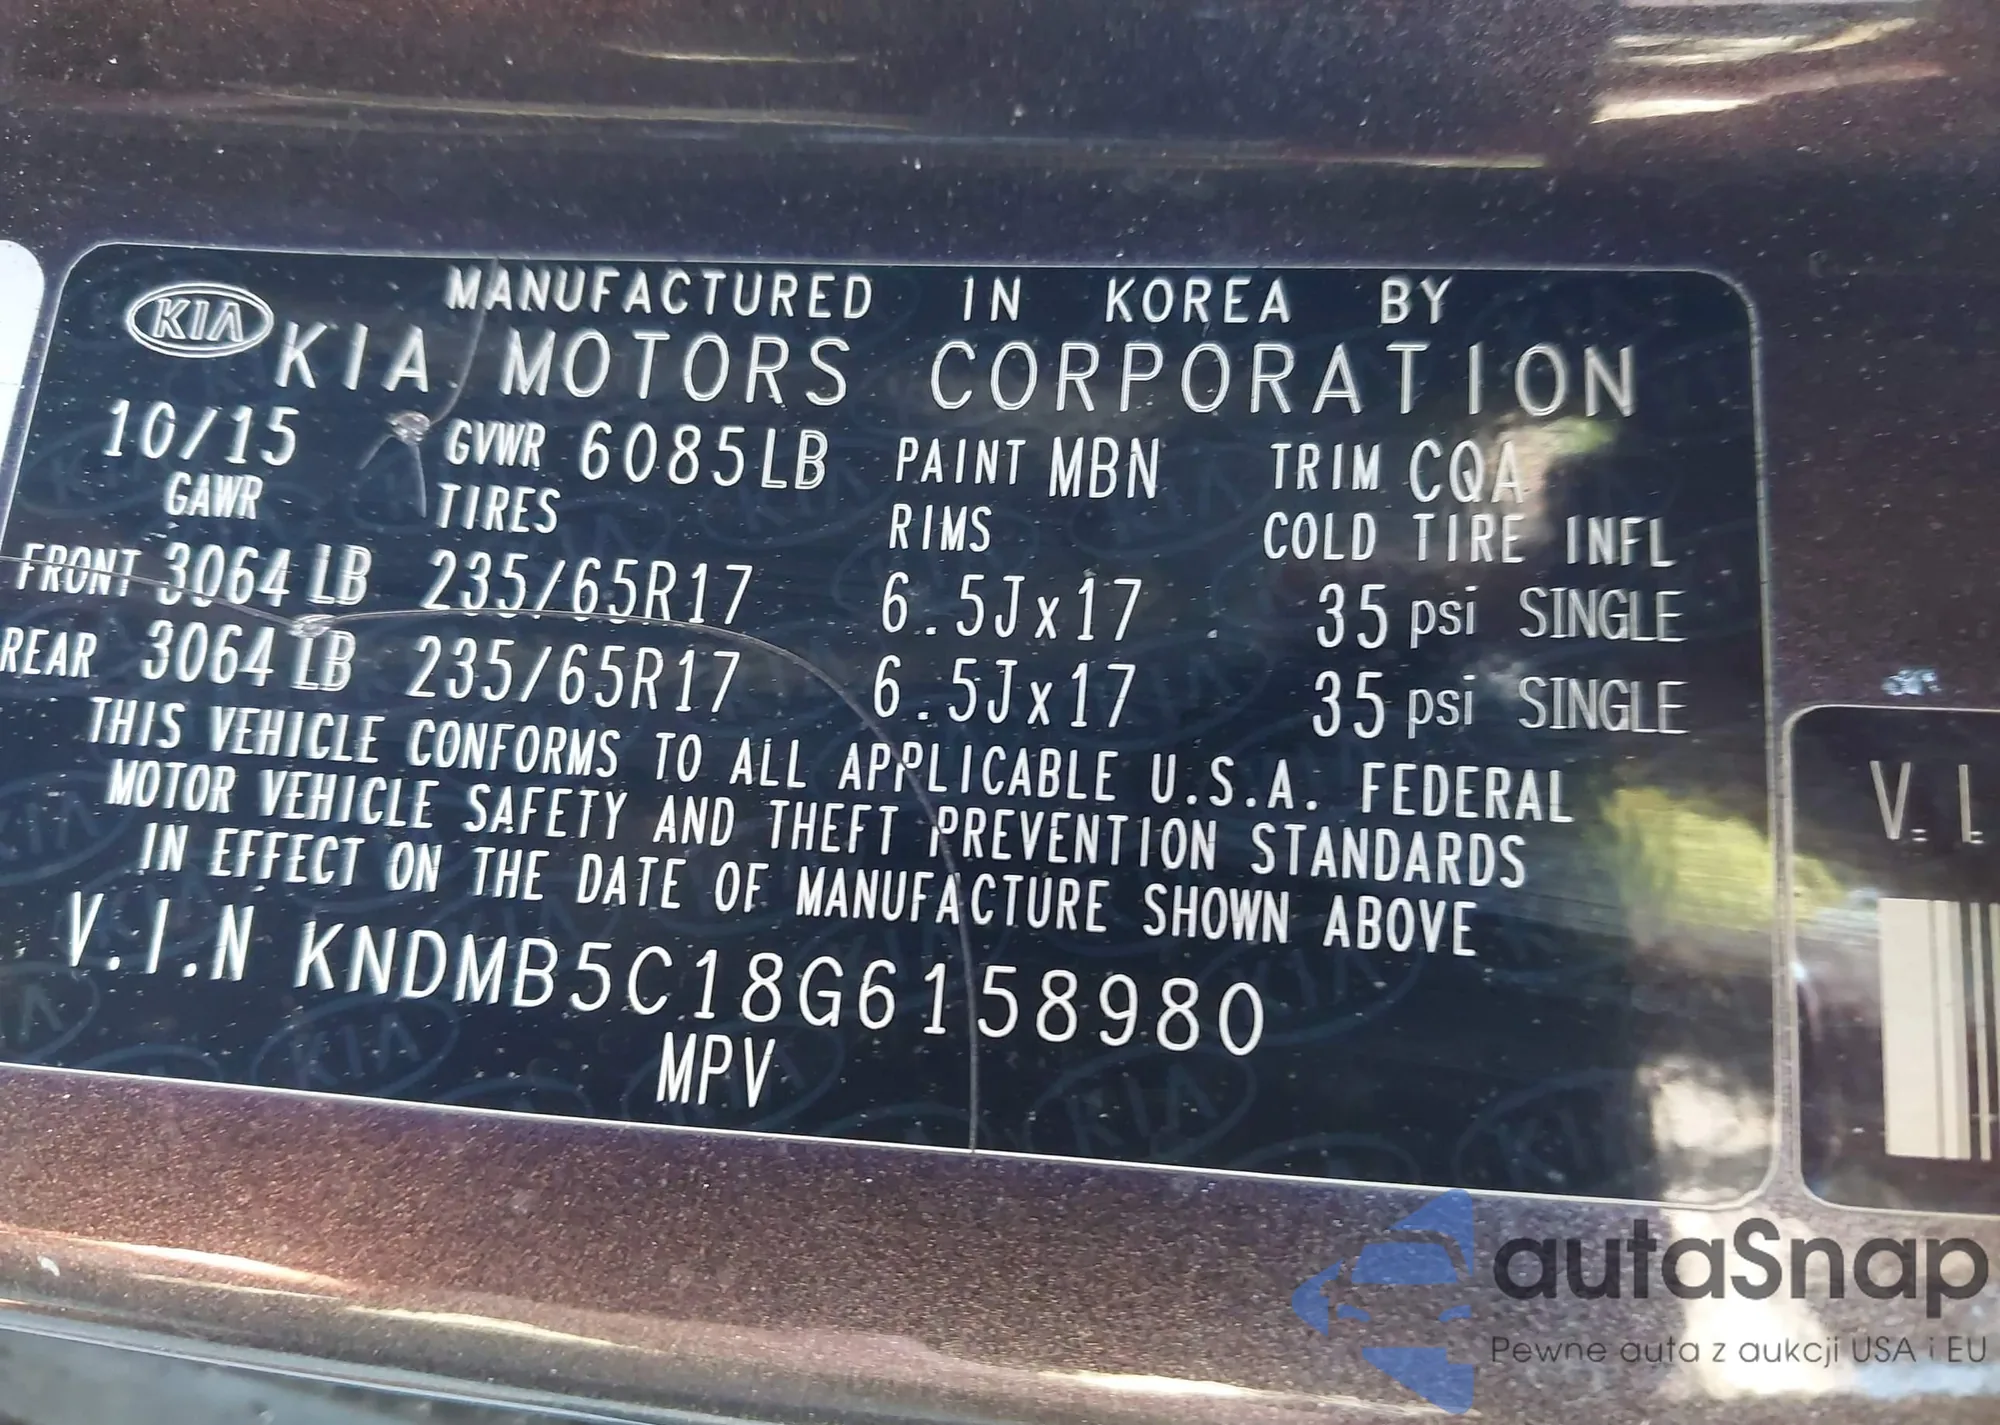 MANUFACTURED IN KOREA BY
KIA KIA MOTORS CORPORATION
10/15 GVWR 6085LB PAINT MBN TRIM CQA
GAWR TIRES RIMS COLD TIRE INFL
FRONT 3064 LB 235/65R17 6.5Jx17 35 psi SINGLE
REAR 3064 LB 235/65R17 6.5Jx17 35 psi SINGLE
THIS VEHICLE CONFORMS TO ALL APPLICABLE U.S.A. FEDERAL
MOTOR VEHICLE SAFETY AND THEFT PREVENTION STANDARDS
IN EFFECT ON THE DATE OF MANUFACTURE SHOWN ABOVE
V.I.N KNDMB5C18G6158980
MPV
V.I.
autaSnap
Pewne auta z aukcji USA i EU